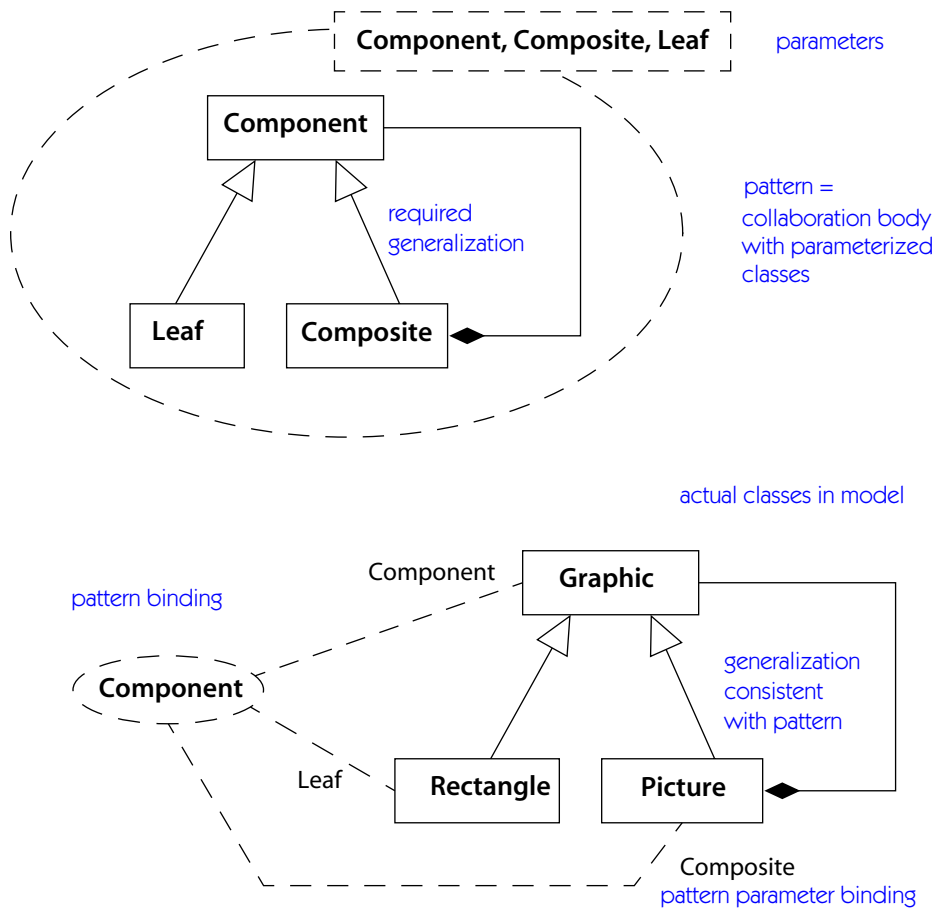 Component, Composite, Leaf
parameters
Component
required
generalization
pattern =
collaboration body
with parameterized
classes
Leaf
Composite
actual classes in model
Component
Graphic
pattern binding
Component
generalization
consistent
with pattern
Leaf
Rectangle
Picture
Composite
pattern parameter binding